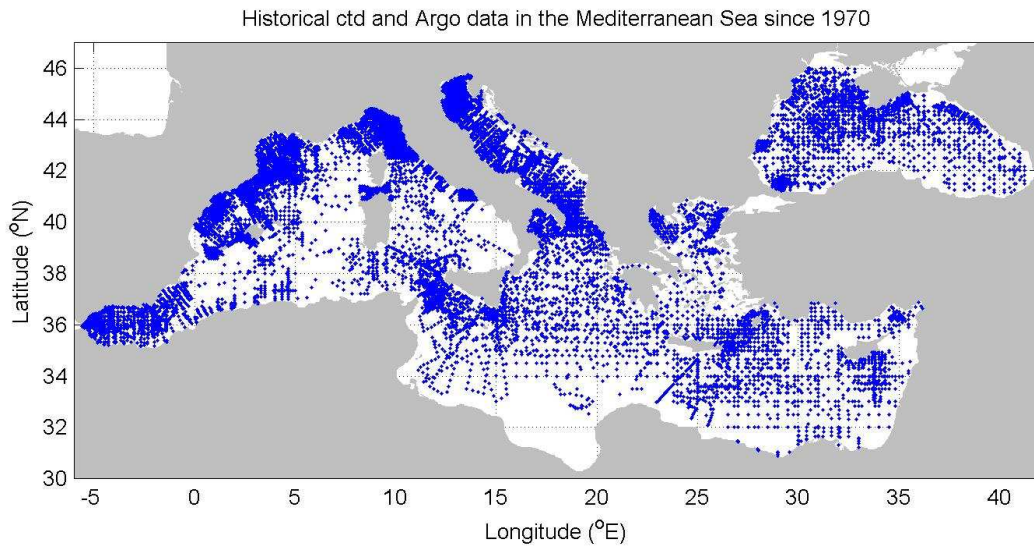 Historical ctd and Argo data in the Mediterranean Sea since 1970
46
44
42
40
38
36
34
32
30
Latitude (°N)
-5 0 5 10 15 20 25 30 35 40
Longitude (°E)